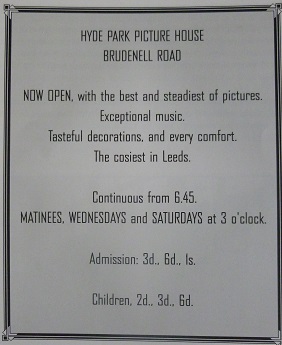 HYDE PARK PICTURE HOUSE
BRUDENELL ROAD
NOW OPEN, with the best and steadiest of pictures.
Exceptional music.
Tasteful decorations, and every comfort.
The cosiest in Leeds.
Continuous from 6.45.
MATINEES, WEDNESDAYS and SATURDAYS at 3 o'clock.
Admission: 3d., 6d., 1s.
Children, 2d., 3d., 6d.